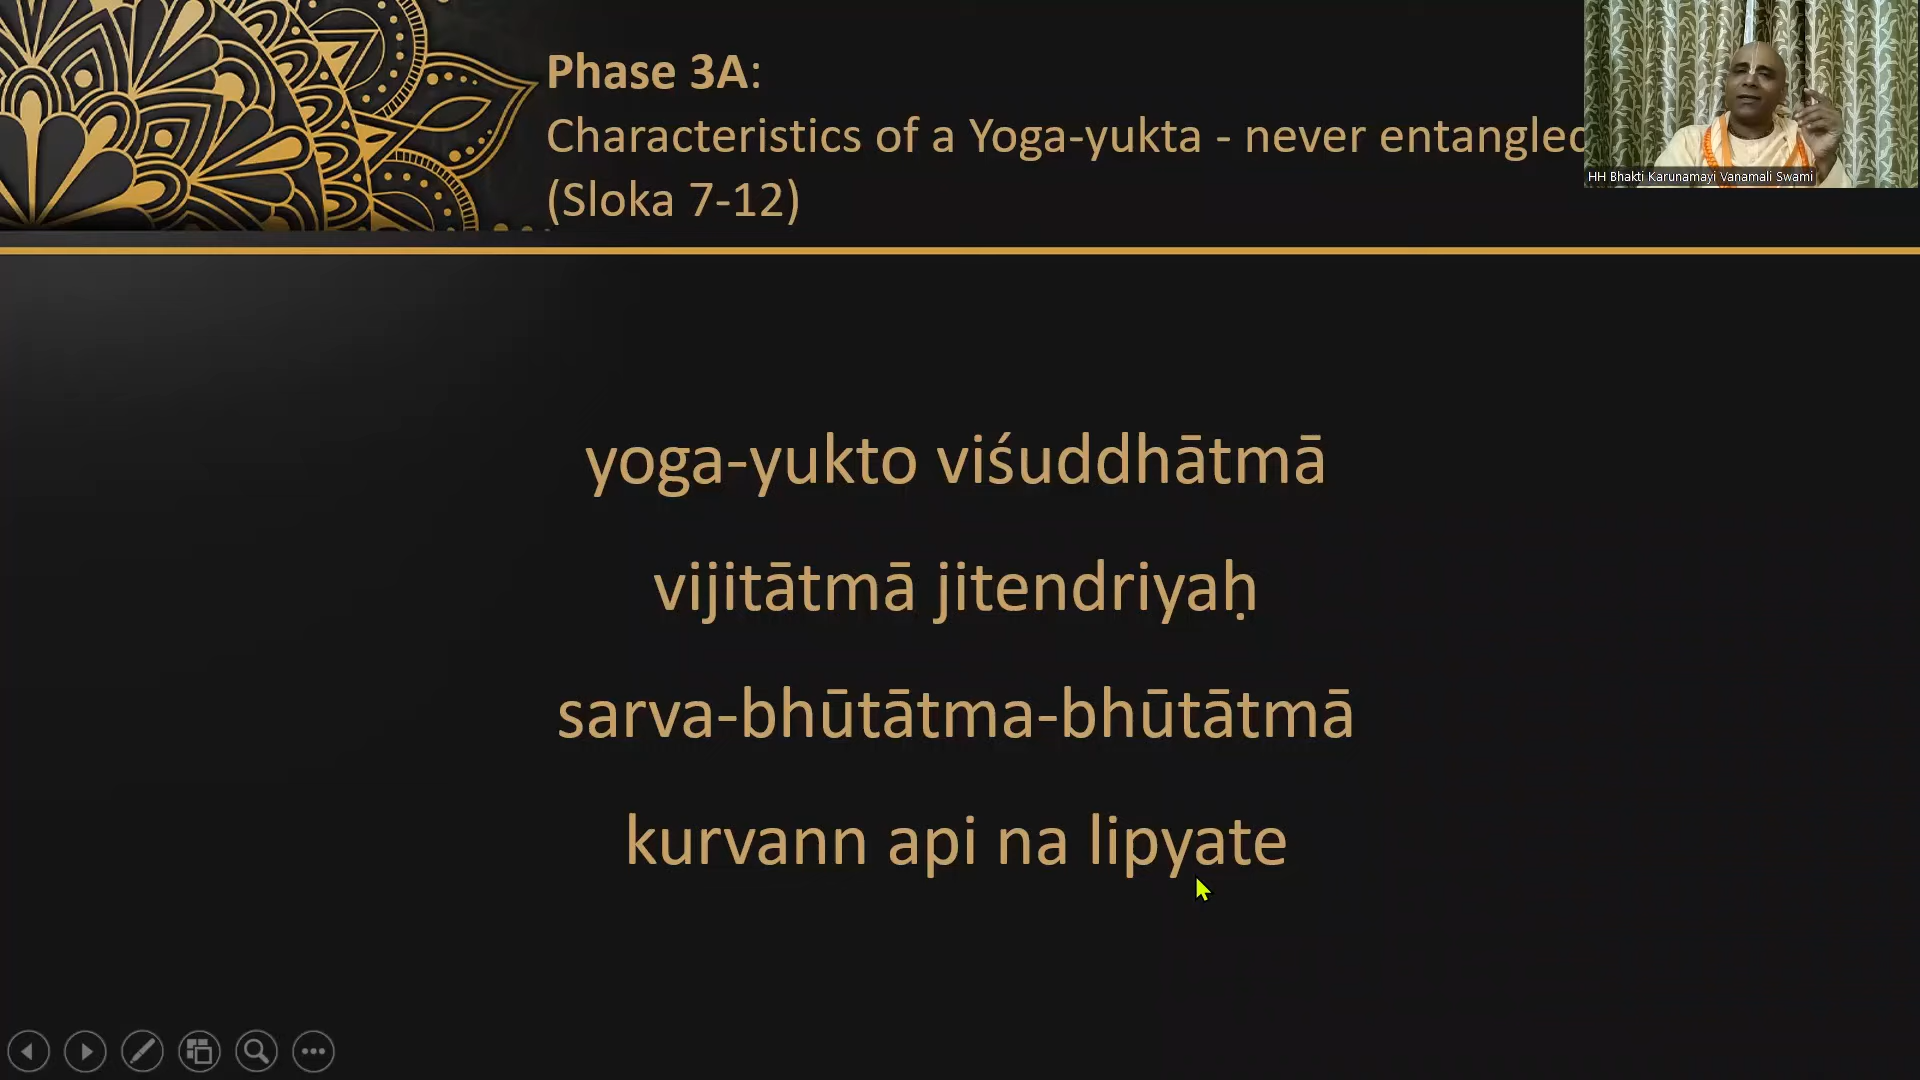 Phase 3A:
Characteristics of a Yoga-yukta - never entangled
(Sloka 7-12)
HH Bhakti Karunamayi Vanamali Swami
yoga-yukto viśuddhātmā
vijitātmā jitendriyaḥ
sarva-bhūtātma-bhūtātmā
kurvann api na lipyate